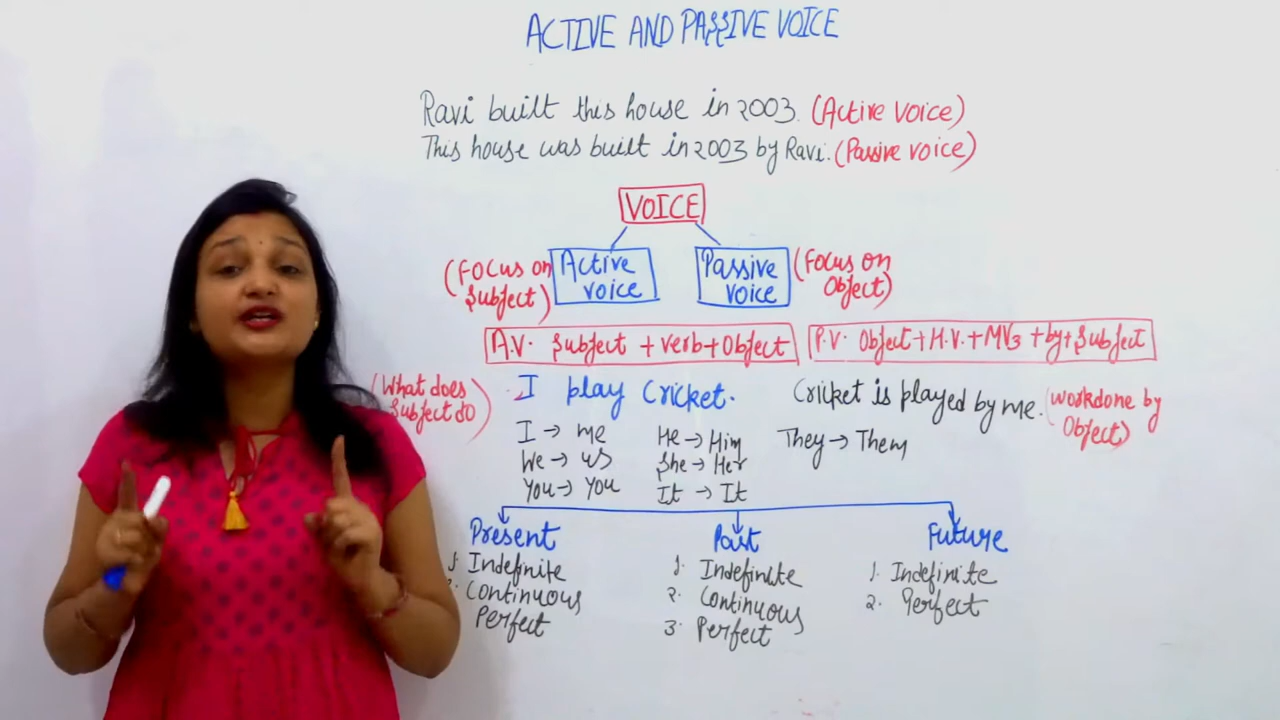 ACTIVE AND PASSIVE VOICE
Ravi built this house in 2003. (Active voice)
This house was built in 2003 by Ravi. (Passive voice)
VOICE
(Focus on Subject)
Active voice
Passive voice
(Focus on Object)
A.V. Subject + verb + Object
P.V. Object + H.V. + MV3 + by + Subject
(What does Subject do)
I play Cricket.
Cricket is played by me.
(workdone by Object)
I → me
He → Him
They → Them
We → us
She → Her
You → You
It → It
Present
1. Indefinite
2. Continuous
Perfect
Past
1. Indefinite
2. Continuous
3. Perfect
Future
1. Indefinite
2. Perfect